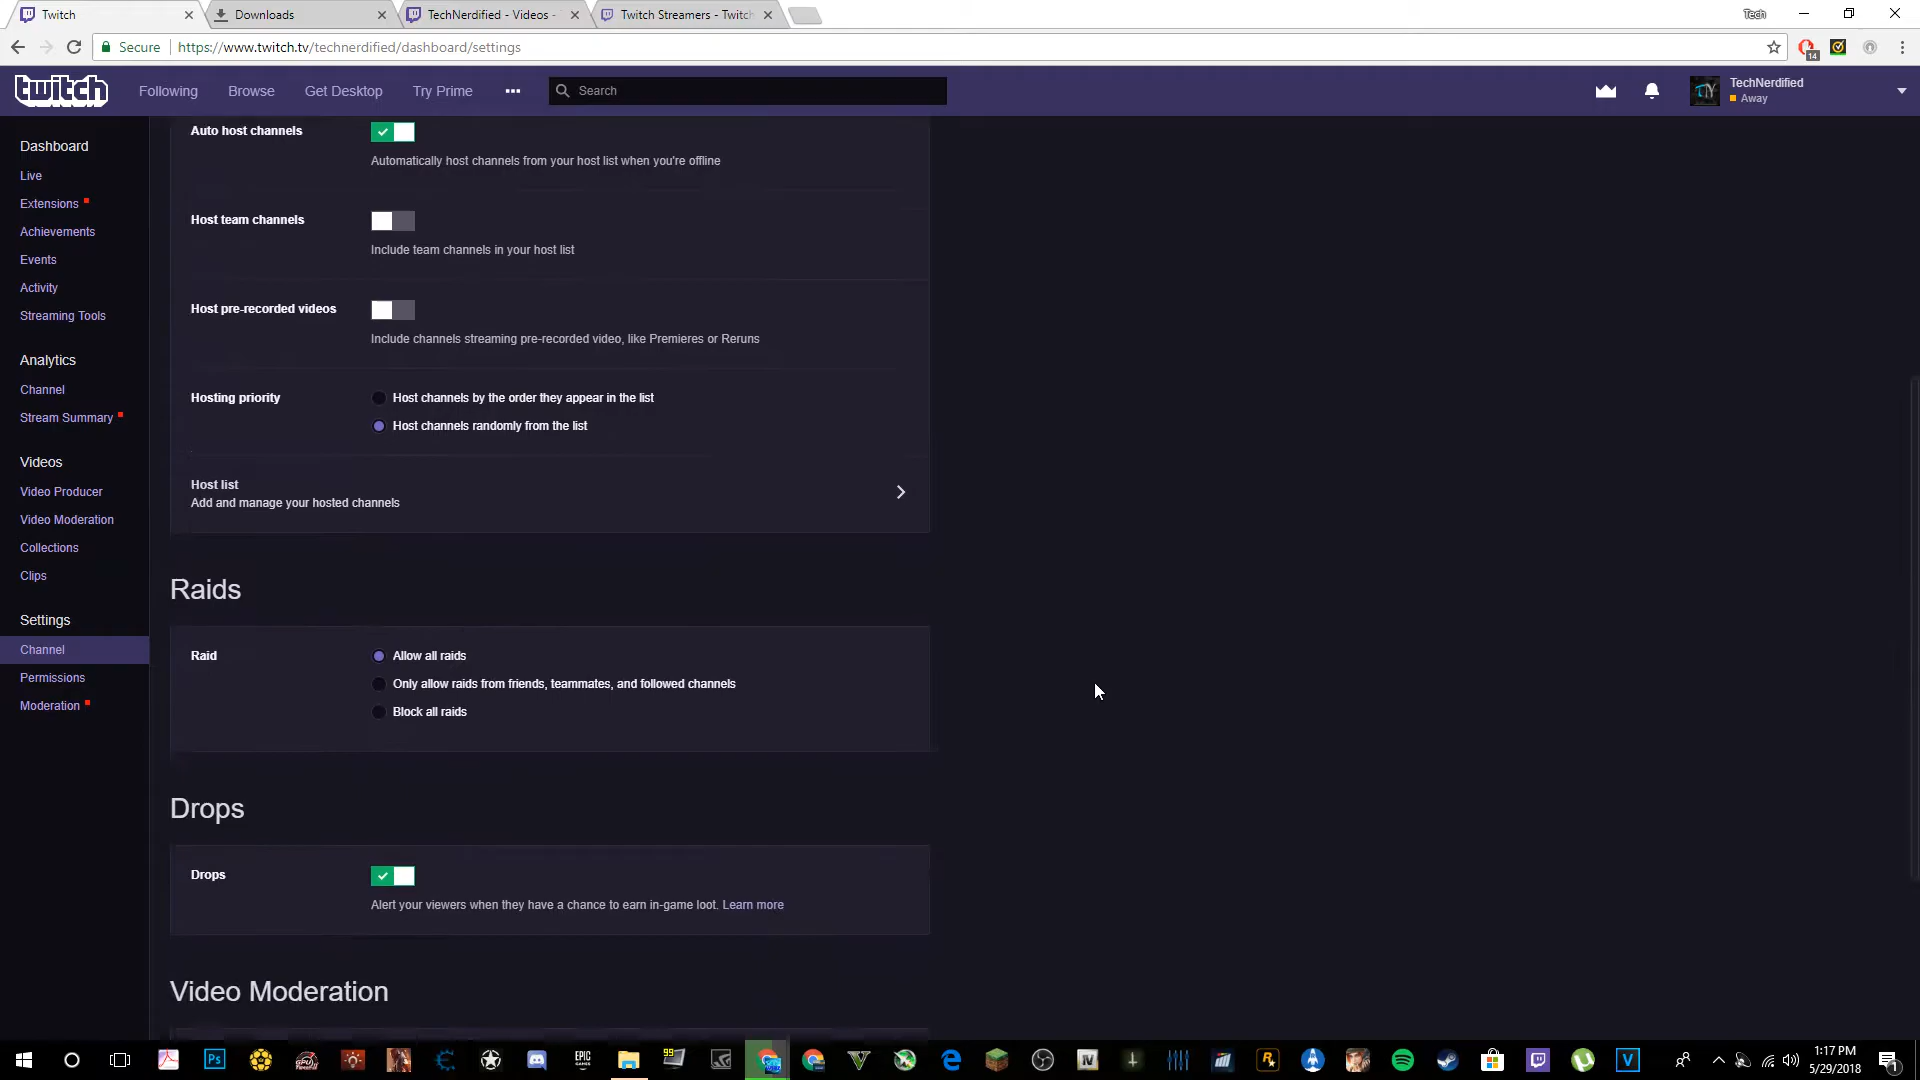 Twitch
Downloads
TechNerdified - Videos -
Twitch Streamers - Twitch
Tech
Secure
https://www.twitch.tv/technerdified/dashboard/settings
14
twitch
Following
Browse
Get Desktop
Try Prime
Search
TechNerdified
Away
Dashboard
Live
Extensions
Achievements
Events
Activity
Streaming Tools
Analytics
Channel
Stream Summary
Videos
Video Producer
Video Moderation
Collections
Clips
Settings
Channel
Permissions
Moderation
Auto host channels
Automatically host channels from your host list when you're offline
Host team channels
Include team channels in your host list
Host pre-recorded videos
Include channels streaming pre-recorded video, like Premieres or Reruns
Hosting priority
Host channels by the order they appear in the list
Host channels randomly from the list
Host list
Add and manage your hosted channels
Raids
Raid
Allow all raids
Only allow raids from friends, teammates, and followed channels
Block all raids
Drops
Drops
Alert your viewers when they have a chance to earn in-game loot. Learn more
Video Moderation
Ps
EPIC
GAMES
99
IV
V
1:17 PM
5/29/2018
1